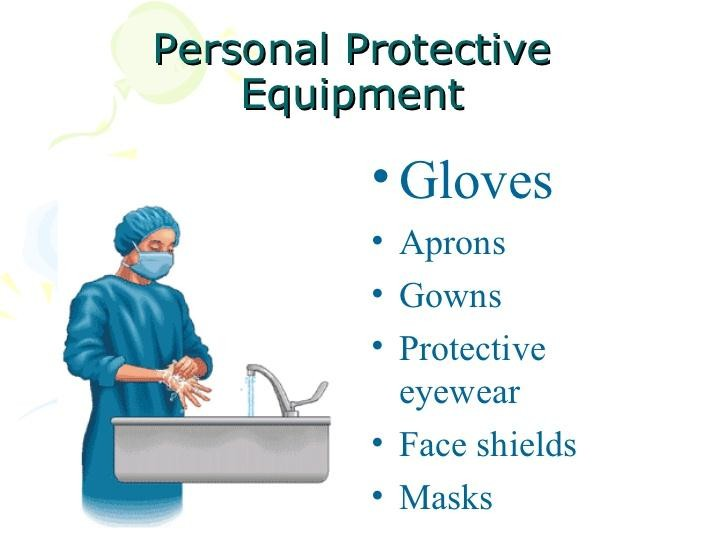 Personal Protective
Equipment
• Gloves
• Aprons
• Gowns
• Protective
eyewear
• Face shields
• Masks